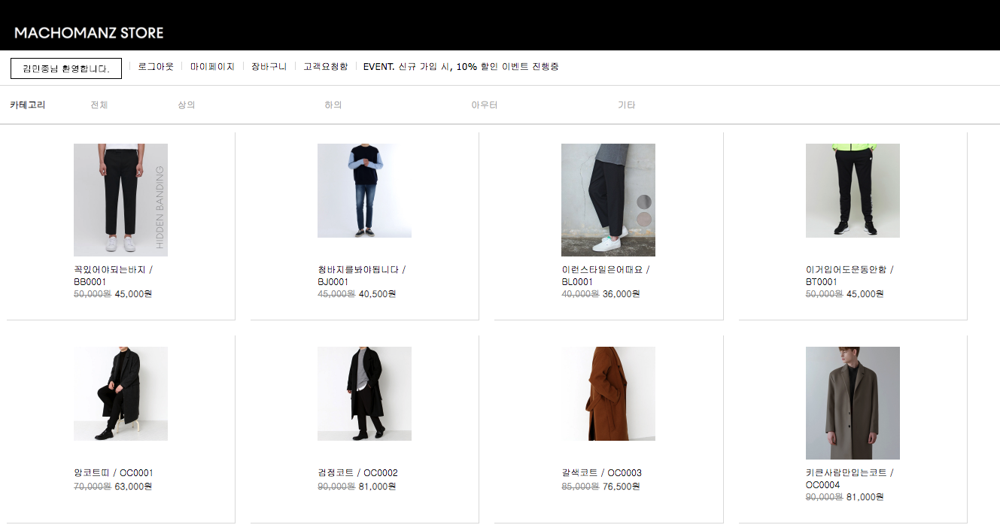 MACHOMANZ STORE
김민종님 환영합니다.
로그아웃
마이페이지
장바구니
고객요청함
EVENT. 신규 가입 시, 10% 할인 이벤트 진행중
카테고리
전체
상의
하의
아우터
기타
HIDDEN BANDING
꼭있어야되는바지 /
BB0001
50,000원 45,000원
청바지를봐야됩니다 /
BJ0001
45,000원 40,500원
이런스타일은어때요 /
BL0001
40,000원 36,000원
이거입어도운동안함 /
BT0001
50,000원 45,000원
앙코트띠 / OC0001
70,000원 63,000원
검정코트 / OC0002
90,000원 81,000원
갈색코트 / OC0003
85,000원 76,500원
키큰사람만입는코트 /
OC0004
90,000원 81,000원